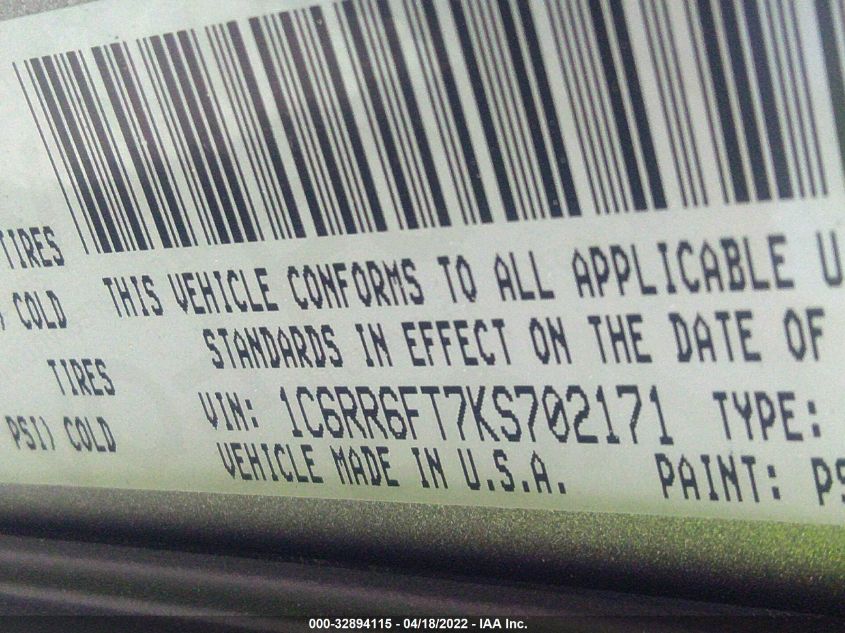 TIRES
) COLD
TIRES
PSI) COLD
THIS VEHICLE CONFORMS TO ALL APPLICABLE U
STANDARDS IN EFFECT ON THE DATE OF
VIN: 1C6RR6FT7KS702171 TYPE:
VEHICLE MADE IN U.S.A. PAINT: PS
000-32894115 - 04/18/2022 - IAA Inc.